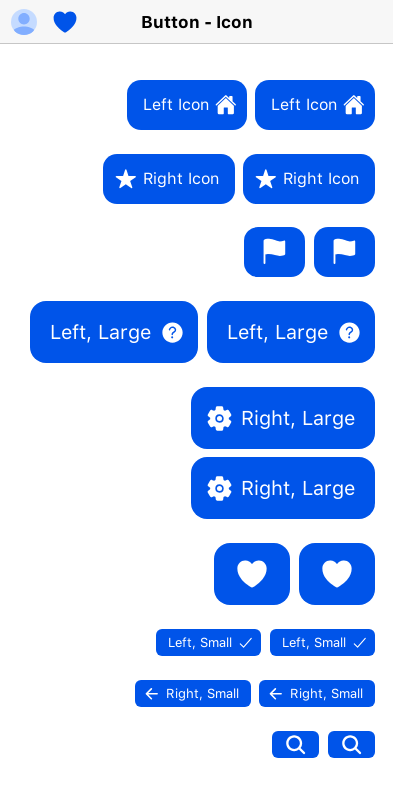 Button - Icon
Left Icon Left Icon
Right Icon Right Icon
Left, Large Left, Large
Right, Large
Right, Large
Left, Small Left, Small
Right, Small Right, Small